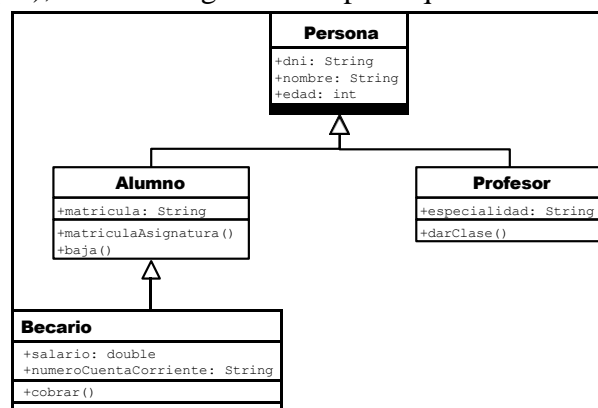 Persona
+dni: String
+nombre: String
+edad: int
Alumno
+matricula: String
+matriculaAsignatura()
+baja()
Profesor
+especialidad: String
+darClase()
Becario
+salario: double
+numeroCuentaCorriente: String
+cobrar()